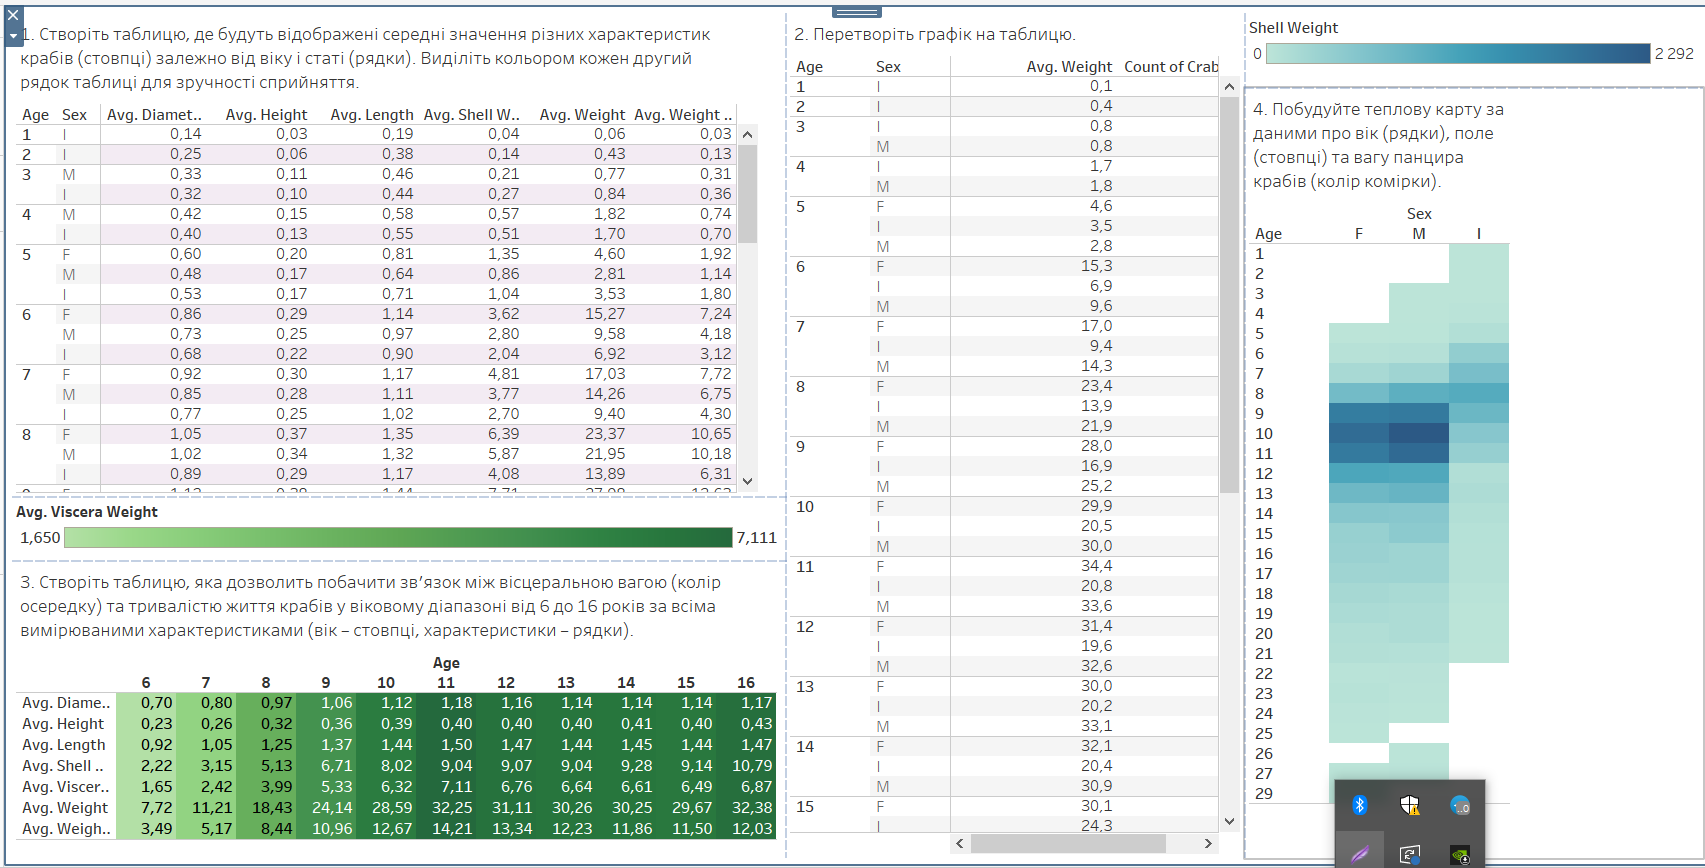 1. Створіть таблицю, де будуть відображені середні значення різних характеристик
крабів (стовпці) залежно від віку і статі (рядки). Виділіть кольором кожен другий
рядок таблиці для зручності сприйняття.
Age Sex Avg. Diamet.. Avg. Height Avg. Length Avg. Shell W.. Avg. Weight Avg. Weight ..
1 I 0,14 0,03 0,19 0,04 0,06 0,03
2 I 0,25 0,06 0,38 0,14 0,43 0,13
3 M 0,33 0,11 0,46 0,21 0,77 0,31
I 0,32 0,10 0,44 0,27 0,84 0,36
4 M 0,42 0,15 0,58 0,57 1,82 0,74
I 0,40 0,13 0,55 0,51 1,70 0,70
5 F 0,60 0,20 0,81 1,35 4,60 1,92
M 0,48 0,17 0,64 0,86 2,81 1,14
I 0,53 0,17 0,71 1,04 3,53 1,80
6 F 0,86 0,29 1,14 3,62 15,27 7,24
M 0,73 0,25 0,97 2,80 9,58 4,18
I 0,68 0,22 0,90 2,04 6,92 3,12
7 F 0,92 0,30 1,17 4,81 17,03 7,72
M 0,85 0,28 1,11 3,77 14,26 6,75
I 0,77 0,25 1,02 2,70 9,40 4,30
8 F 1,05 0,37 1,35 6,39 23,37 10,65
M 1,02 0,34 1,32 5,87 21,95 10,18
I 0,89 0,29 1,17 4,08 13,89 6,31
Avg. Viscera Weight
1,650 7,111
3. Створіть таблицю, яка дозволить побачити зв’язок між вісцеральною вагою (колір
осередку) та тривалістю життя крабів у віковому діапазоні від 6 до 16 років за всіма
вимірюваними характеристиками (вік – стовпці, характеристики – рядки).
Age
6 7 8 9 10 11 12 13 14 15 16
Avg. Diame.. 0,70 0,80 0,97 1,06 1,12 1,18 1,16 1,14 1,14 1,14 1,17
Avg. Height 0,23 0,26 0,32 0,36 0,39 0,40 0,40 0,40 0,41 0,40 0,43
Avg. Length 0,92 1,05 1,25 1,37 1,44 1,50 1,47 1,44 1,45 1,44 1,47
Avg. Shell .. 2,22 3,15 5,13 6,71 8,02 9,04 9,07 9,04 9,28 9,14 10,79
Avg. Viscer.. 1,65 2,42 3,99 5,33 6,32 7,11 6,76 6,64 6,61 6,49 6,87
Avg. Weight 7,72 11,21 18,43 24,14 28,59 32,25 31,11 30,26 30,25 29,67 32,38
Avg. Weigh.. 3,49 5,17 8,44 10,96 12,67 14,21 13,34 12,23 11,86 11,50 12,03
2. Перетворіть графік на таблицю.
Age Sex Avg. Weight Count of Crab
1 I 0,1
2 I 0,4
3 I 0,8
M 0,8
4 I 1,7
M 1,8
5 F 4,6
I 3,5
M 2,8
6 F 15,3
I 6,9
M 9,6
7 F 17,0
I 9,4
M 14,3
8 F 23,4
I 13,9
M 21,9
9 F 28,0
I 16,9
M 25,2
10 F 29,9
I 20,5
M 30,0
11 F 34,4
I 20,8
M 33,6
12 F 31,4
I 19,6
M 32,6
13 F 30,0
I 20,2
M 33,1
14 F 32,1
I 20,4
M 30,9
15 F 30,1
I 24,3
Shell Weight
0 2 292
4. Побудуйте теплову карту за
даними про вік (рядки), поле
(стовпці) та вагу панцира
крабів (колір комірки).
Sex
Age F M I
1
2
3
4
5
6
7
8
9
10
11
12
13
14
15
16
17
18
19
20
21
22
23
24
25
26
27
29